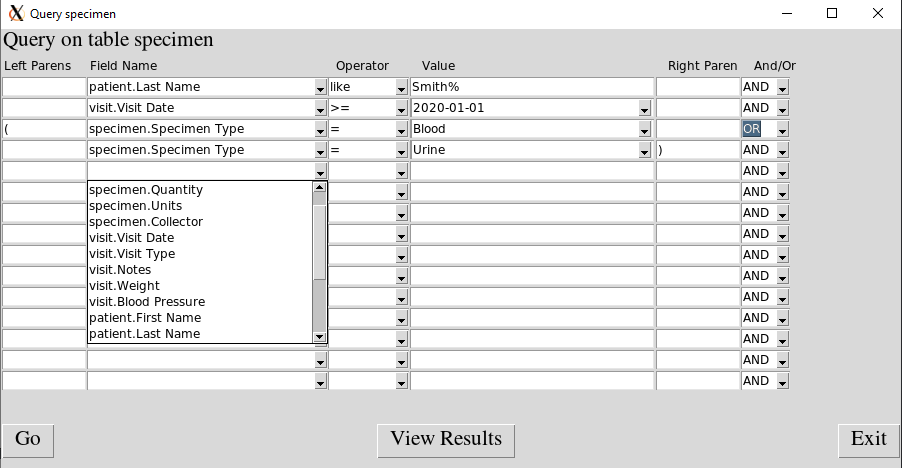 Query specimen
Query on table specimen
Left Parens Field Name Operator Value Right Paren And/Or
patient.Last Name like Smith% AND
visit.Visit Date >= 2020-01-01 AND
( specimen.Specimen Type = Blood OR
specimen.Specimen Type = Urine ) AND
AND
specimen.Quantity AND
specimen.Units
specimen.Collector AND
visit.Visit Date AND
visit.Visit Type AND
visit.Notes AND
visit.Weight
visit.Blood Pressure AND
patient.First Name AND
patient.Last Name AND
AND
AND
Go View Results Exit